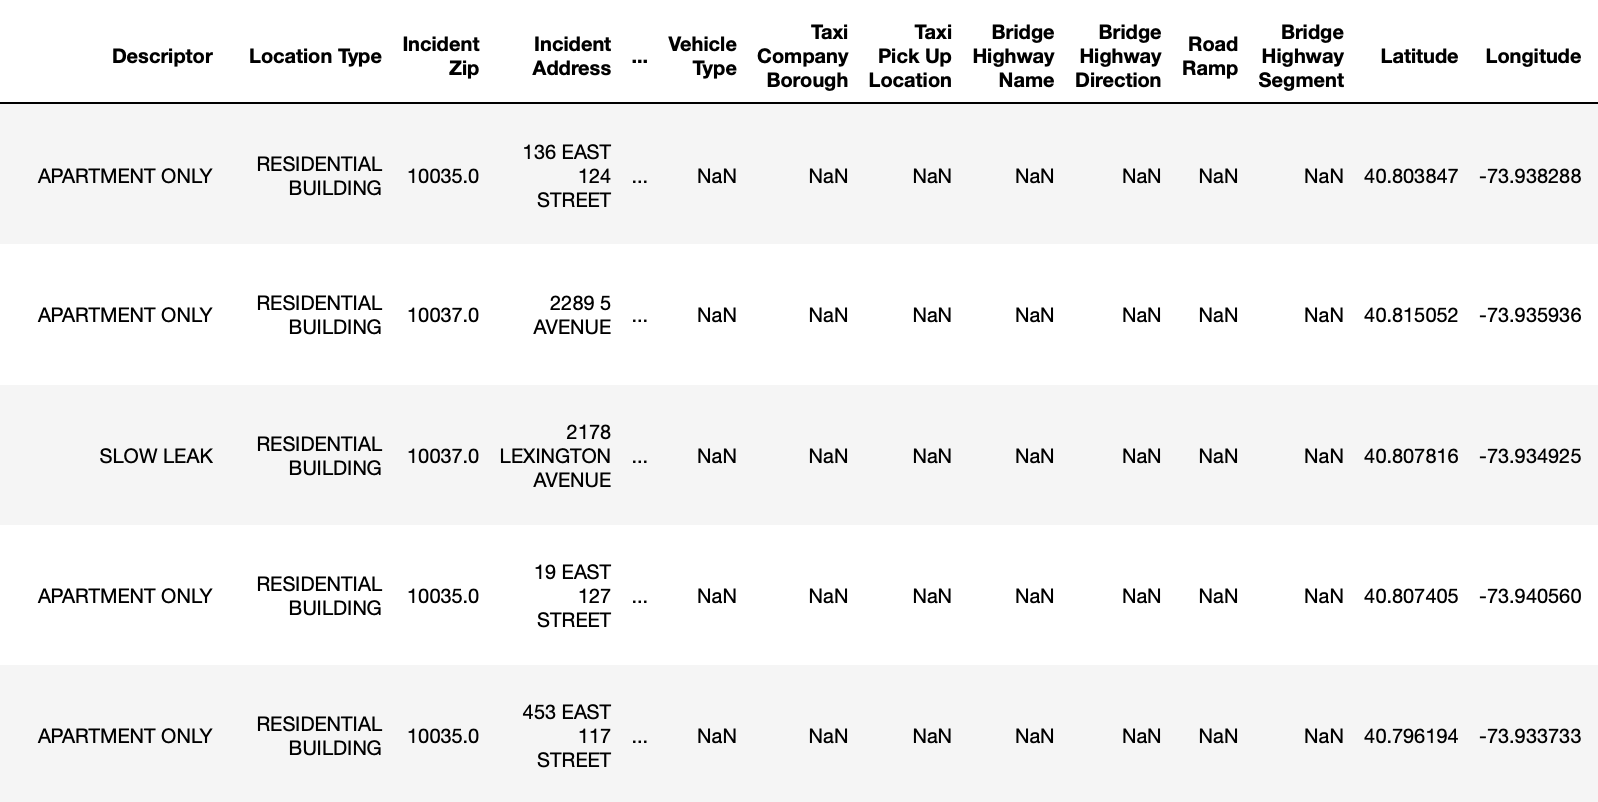 Descriptor Location Type Incident Zip Incident Address ... Vehicle Type Taxi Company Borough Taxi Pick Up Location Bridge Highway Name Bridge Highway Direction Road Ramp Bridge Highway Segment Latitude Longitude
APARTMENT ONLY RESIDENTIAL BUILDING 10035.0 136 EAST 124 STREET ... NaN NaN NaN NaN NaN NaN NaN 40.803847 -73.938288
APARTMENT ONLY RESIDENTIAL BUILDING 10037.0 2289 5 AVENUE ... NaN NaN NaN NaN NaN NaN NaN 40.815052 -73.935936
SLOW LEAK RESIDENTIAL BUILDING 10037.0 2178 LEXINGTON AVENUE ... NaN NaN NaN NaN NaN NaN NaN 40.807816 -73.934925
APARTMENT ONLY RESIDENTIAL BUILDING 10035.0 19 EAST 127 STREET ... NaN NaN NaN NaN NaN NaN NaN 40.807405 -73.940560
APARTMENT ONLY RESIDENTIAL BUILDING 10035.0 453 EAST 117 STREET ... NaN NaN NaN NaN NaN NaN NaN 40.796194 -73.933733